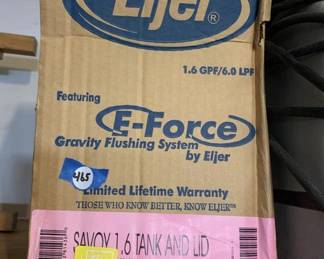 Eljer®
1.6 GPF/6.0 LPF
Featuring
E-Force
Gravity Flushing System
by Eljer
465
Limited Lifetime Warranty
THOSE WHO KNOW BETTER, KNOW ELJER™
SAVOY 1.6 TANK AND LID